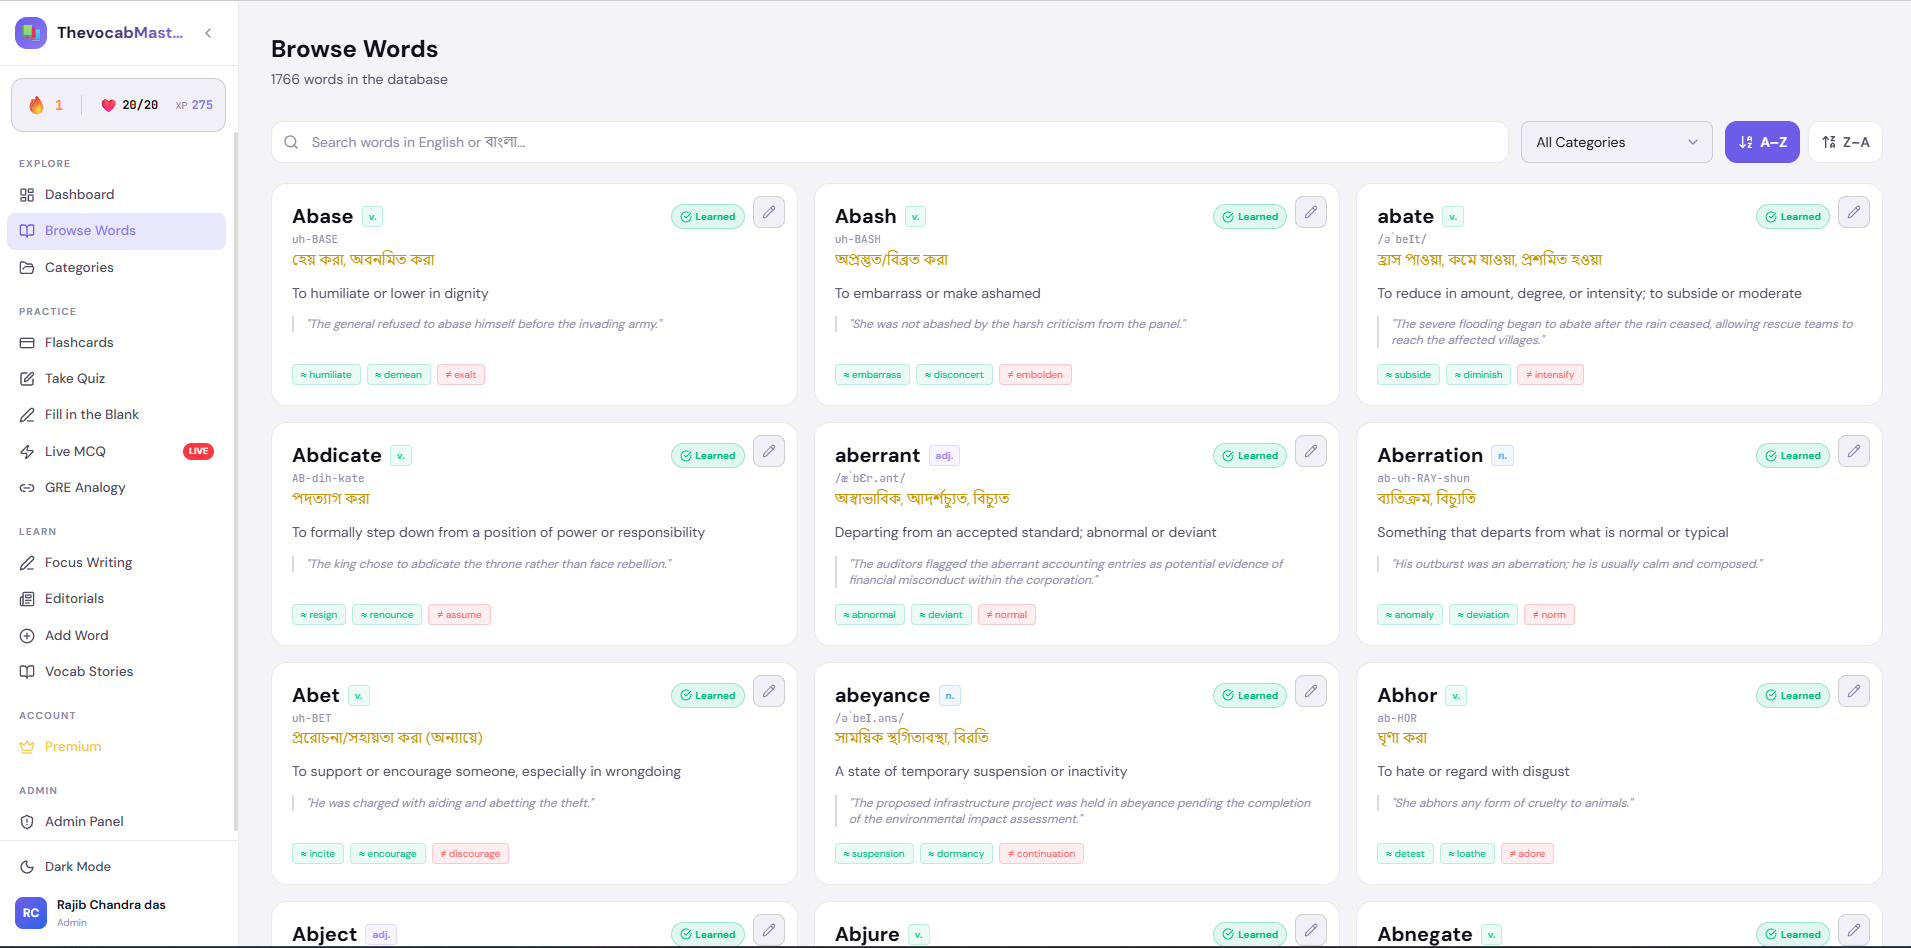 ThevocabMast...
1
20/20
XP 275
EXPLORE
Dashboard
Browse Words
Categories
PRACTICE
Flashcards
Take Quiz
Fill in the Blank
Live MCQ
LIVE
GRE Analogy
LEARN
Focus Writing
Editorials
Add Word
Vocab Stories
ACCOUNT
Premium
ADMIN
Admin Panel
Dark Mode
RC
Rajib Chandra das
Admin
Browse Words
1766 words in the database
Search words in English or বাংলা...
All Categories
A–Z
Z–A
Abase v.
Learned
uh-BASE
হেয় করা, অবনমিত করা
To humiliate or lower in dignity
"The general refused to abase himself before the invading army."
≈ humiliate ≈ demean ≠ exalt
Abash v.
Learned
uh-BASH
অপ্রস্তুত/বিব্রত করা
To embarrass or make ashamed
"She was not abashed by the harsh criticism from the panel."
≈ embarrass ≈ disconcert ≠ embolden
abate v.
Learned
/əˈbeɪt/
হ্রাস পাওয়া, কমে যাওয়া, প্রশমিত হওয়া
To reduce in amount, degree, or intensity; to subside or moderate
"The severe flooding began to abate after the rain ceased, allowing rescue teams to
reach the affected villages."
≈ subside ≈ diminish ≠ intensify
Abdicate v.
Learned
AB-dih-kate
পদত্যাগ করা
To formally step down from a position of power or responsibility
"The king chose to abdicate the throne rather than face rebellion."
≈ resign ≈ renounce ≠ assume
aberrant adj.
Learned
/æˈbɛr.ənt/
অস্বাভাবিক, আদর্শচ্যুত, বিচ্যুত
Departing from an accepted standard; abnormal or deviant
"The auditors flagged the aberrant accounting entries as potential evidence of
financial misconduct within the corporation."
≈ abnormal ≈ deviant ≠ normal
Aberration n.
Learned
ab-uh-RAY-shun
ব্যতিক্রম, বিচ্যুতি
Something that departs from what is normal or typical
"His outburst was an aberration; he is usually calm and composed."
≈ anomaly ≈ deviation ≠ norm
Abet v.
Learned
uh-BET
প্ররোচনা/সহায়তা করা (অন্যায়ে)
To support or encourage someone, especially in wrongdoing
"He was charged with aiding and abetting the theft."
≈ incite ≈ encourage ≠ discourage
abeyance n.
Learned
/əˈbeɪ.əns/
সাময়িক স্থগিতাবস্থা, বিরতি
A state of temporary suspension or inactivity
"The proposed infrastructure project was held in abeyance pending the completion
of the environmental impact assessment."
≈ suspension ≈ dormancy ≠ continuation
Abhor v.
Learned
ab-HOR
ঘৃণা করা
To hate or regard with disgust
"She abhors any form of cruelty to animals."
≈ detest ≈ loathe ≠ adore
Abject adj.
Learned
Abjure v.
Learned
Abnegate v.
Learned